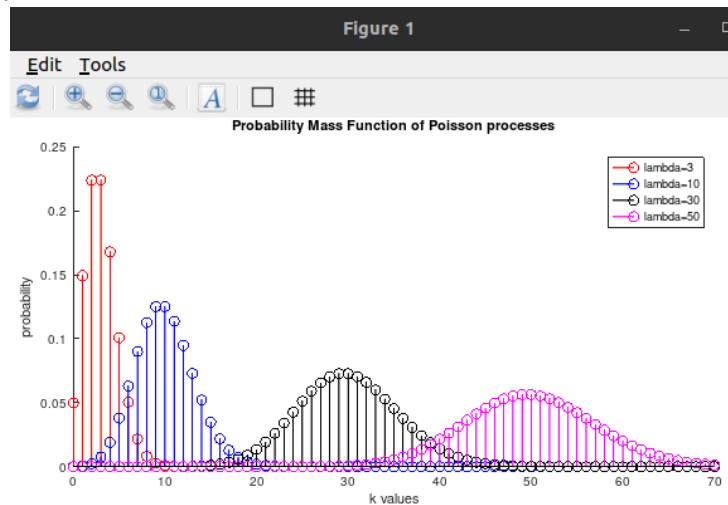 Figure 1
Edit Tools
A
Probability Mass Function of Poisson processes
0.25
0.2
0.15
0.1
0.05
0
probability
lambda=3
lambda=10
lambda=30
lambda=50
0 10 20 30 40 50 60 70
k values